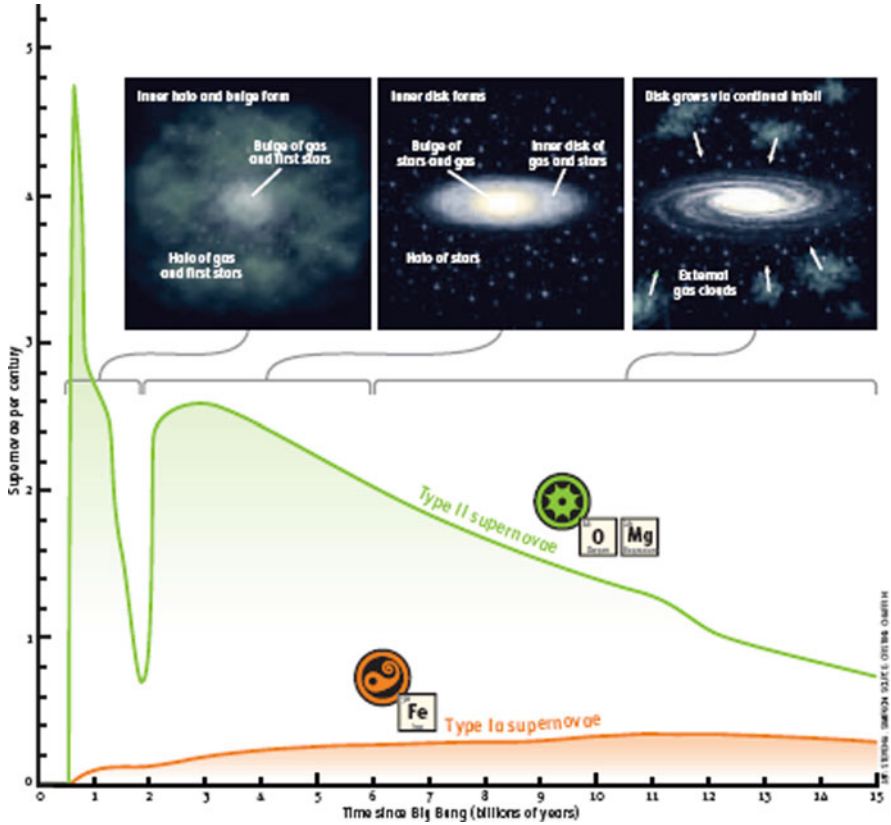 5
4
3
2
1
0
Supernovae per century
Inner halo and bulge form
Bulge of gas
and first stars
Halo of gas
and first stars
Inner disk forms
Bulge of
stars and gas
Inner disk of
gas and stars
Halo of stars
Disk grows via continual infall
External
gas clouds
Type II supernovae
O
Mg
Fe
Type Ia supernovae
0 1 2 3 4 5 6 7 8 9 10 11 12 13 14 15
Time since Big Bang (billions of years)